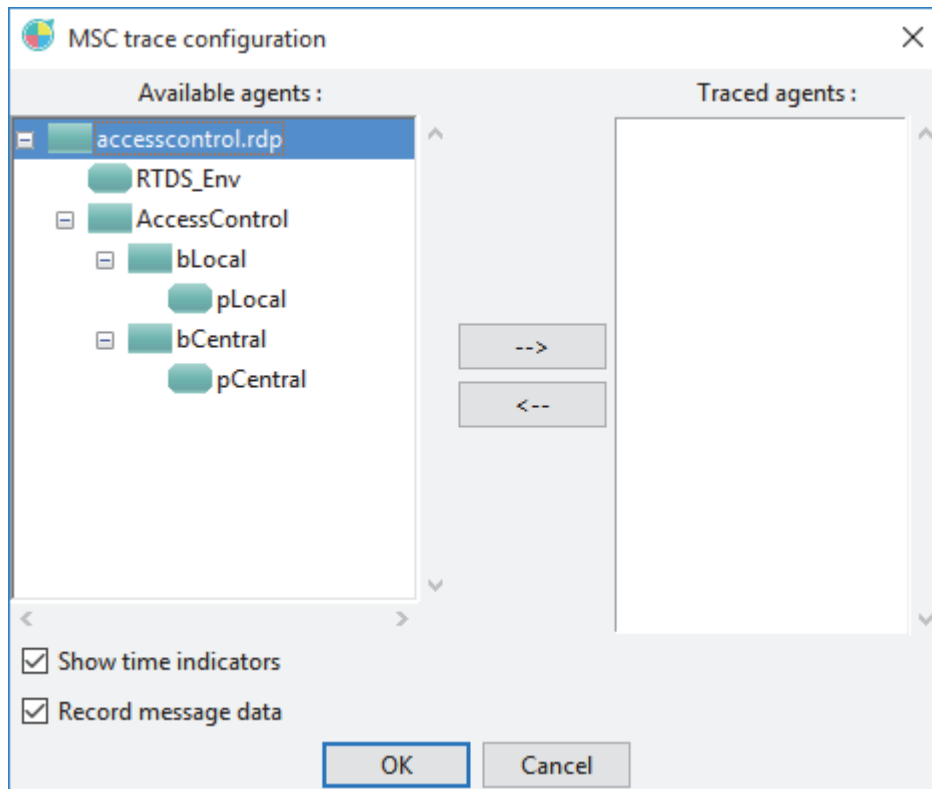 MSC trace configuration
Available agents :
Traced agents :
accesscontrol.rdp
RTDS_Env
AccessControl
bLocal
pLocal
bCentral
pCentral
-->
<--
Show time indicators
Record message data
OK
Cancel